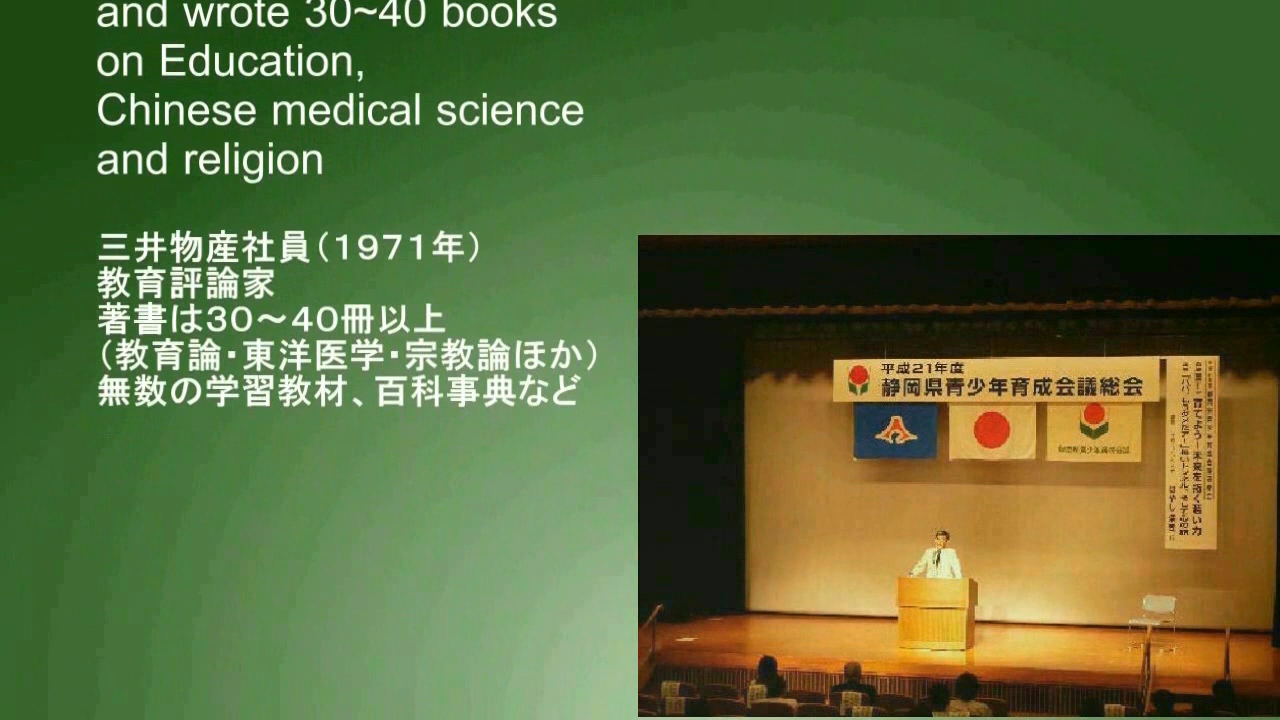 and wrote 30~40 books
on Education,
Chinese medical science
and religion
三井物産社員(1971年)
教育評論家
著書は30~40冊以上
(教育論・東洋医学・宗教論ほか)
無数の学習教材、百科事典など
平成21年度
静岡県青少年育成会議総会